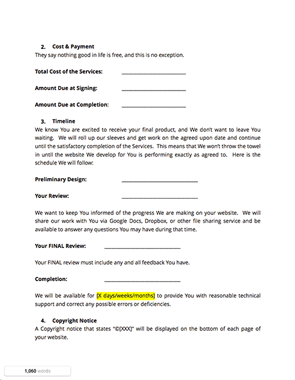 2. Cost & Payment
They say nothing good in life is free, and this is no exception.
Total Cost of the Services:
Amount Due at Signing:
Amount Due at Completion:
3. Timeline
We know You are excited to receive your final product, and We don't want to leave You
waiting. We will roll up our sleeves and get work on the agreed upon date and continue
until the satisfactory completion of the Services. This means that We won't throw the towel
in until the website We develop for You is performing exactly as agreed to. Here is the
schedule We will follow:
Preliminary Design:
Your Review:
We want to keep You informed of the progress We are making on your website. We will
share our work with You via Google Docs, Dropbox, or other file sharing service and be
available to answer any questions You may have during that time.
Your FINAL Review:
Your FINAL review must include any and all feedback You have.
Completion:
We will be available for [X days/weeks/months] to provide You with reasonable technical
support and correct any possible errors or deficiencies.
4. Copyright Notice
A Copyright notice that states "©[XXX]" will be displayed on the bottom of each page of
your website.
1,060 words